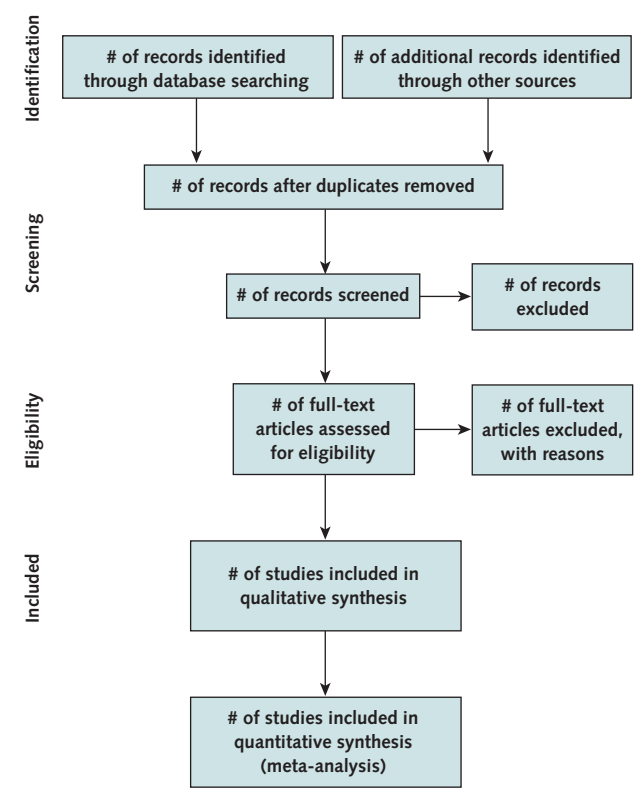 Identification
# of records identified
through database searching
# of additional records identified
through other sources
# of records after duplicates removed
Screening
# of records screened
# of records
excluded
Eligibility
# of full-text
articles assessed
for eligibility
# of full-text
articles excluded,
with reasons
Included
# of studies included in
qualitative synthesis
# of studies included in
quantitative synthesis
(meta-analysis)